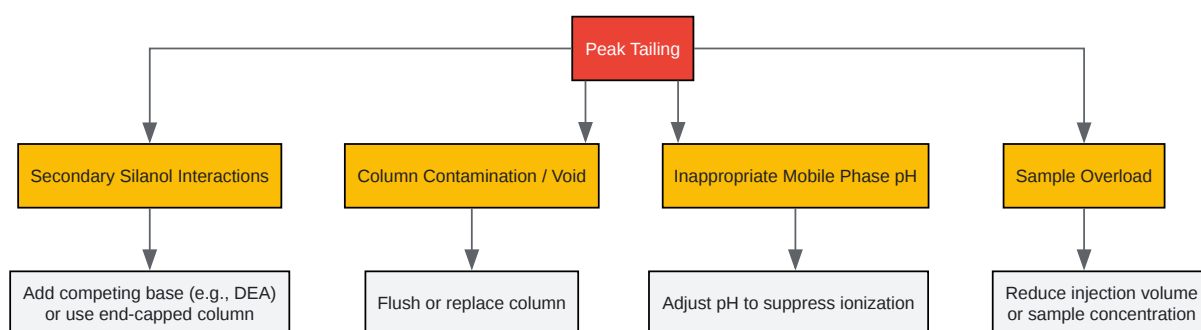 Peak Tailing
Secondary Silanol Interactions
Column Contamination / Void
Inappropriate Mobile Phase pH
Sample Overload
Add competing base (e.g., DEA)
or use end-capped column
Flush or replace column
Adjust pH to suppress ionization
Reduce injection volume
or sample concentration